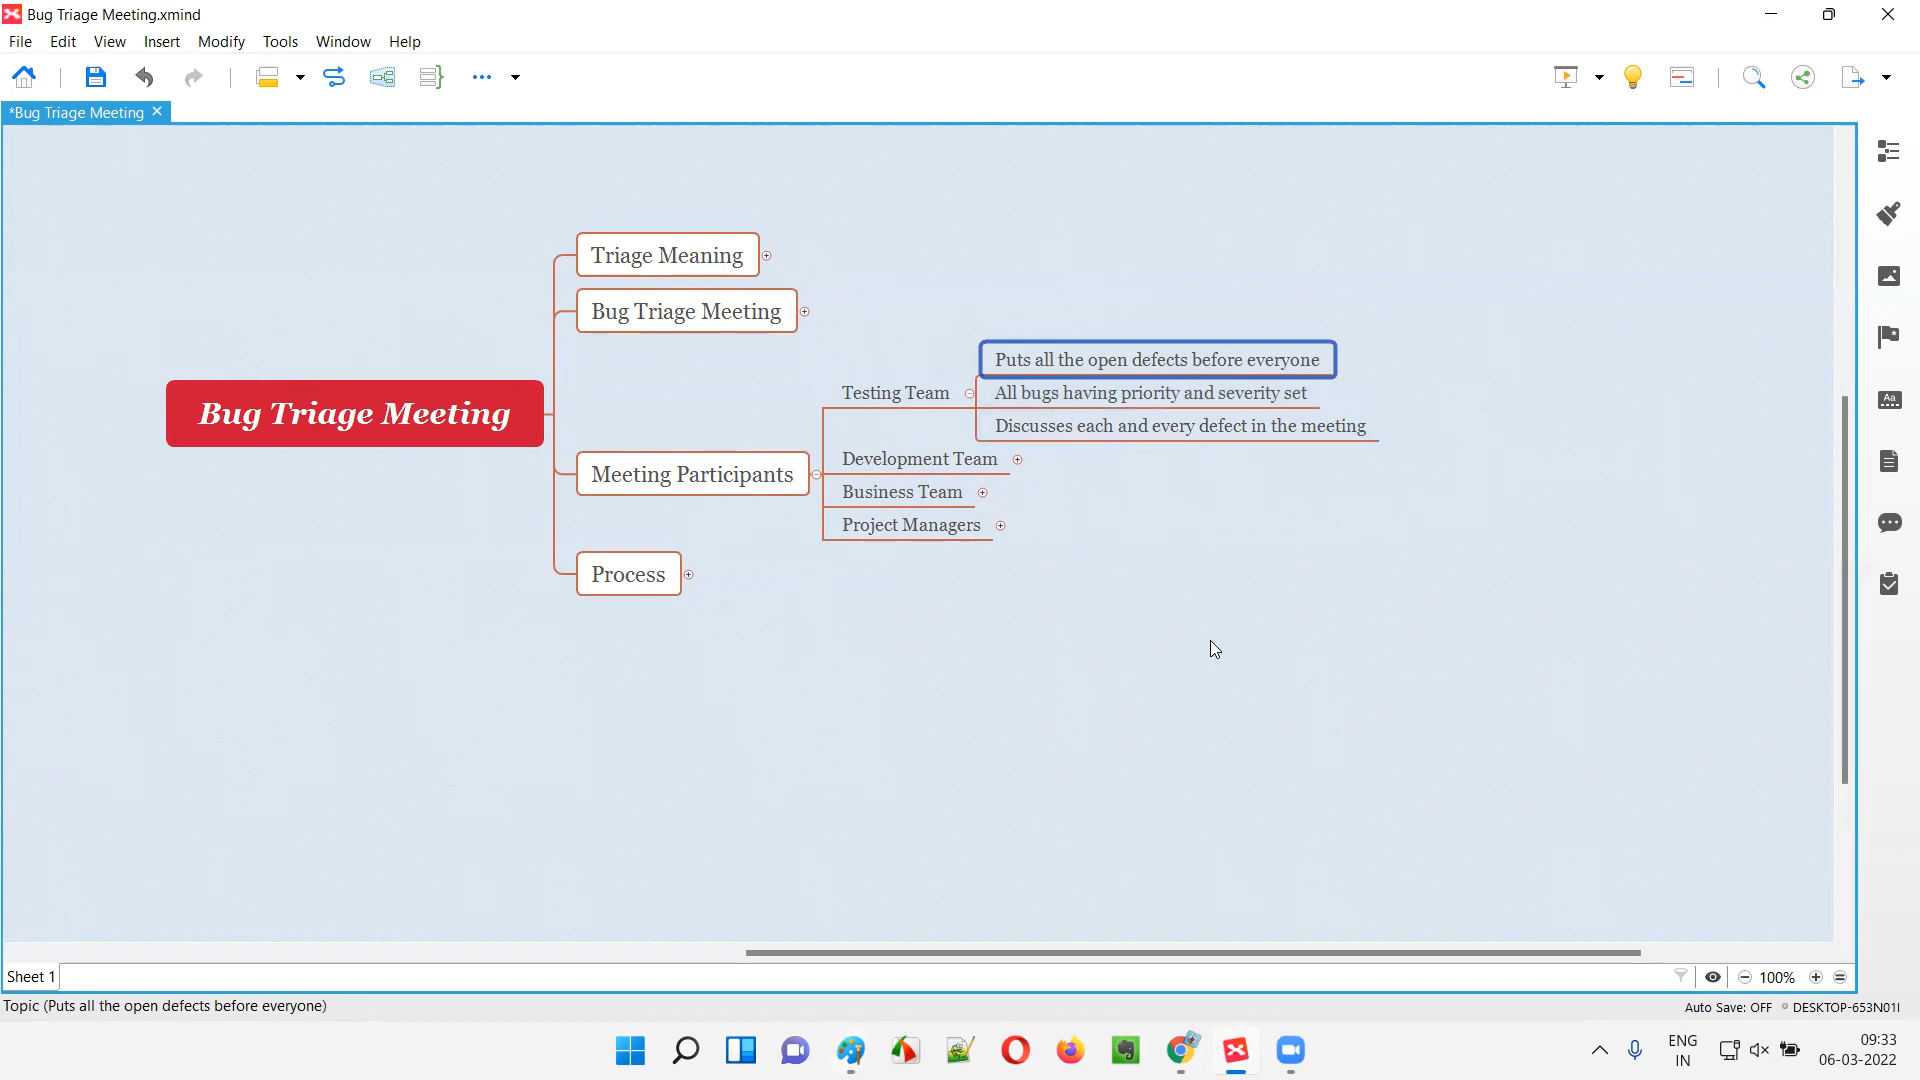 Bug Triage Meeting.xmind
File Edit View Insert Modify Tools Window Help
*Bug Triage Meeting
Triage Meaning
Bug Triage Meeting
Puts all the open defects before everyone
Testing Team
All bugs having priority and severity set
Bug Triage Meeting
Discusses each and every defect in the meeting
Development Team
Meeting Participants
Business Team
Project Managers
Process
Aa
Sheet 1
100%
Topic (Puts all the open defects before everyone)
Auto Save: OFF
DESKTOP-653N01I
ENG
IN
09:33
06-03-2022